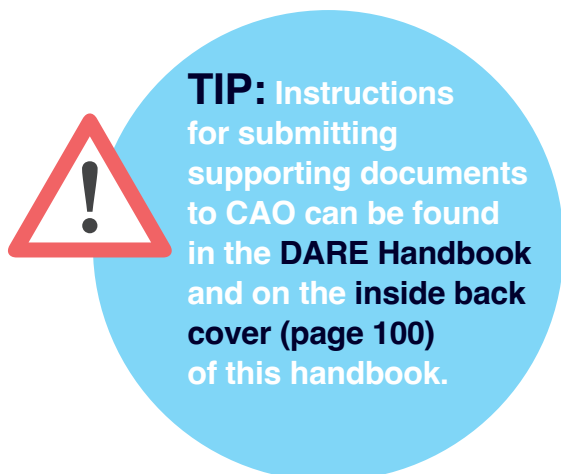 TIP: Instructions
for submitting
supporting documents
to CAO can be found
in the DARE Handbook
and on the inside back
cover (page 100)
of this handbook.